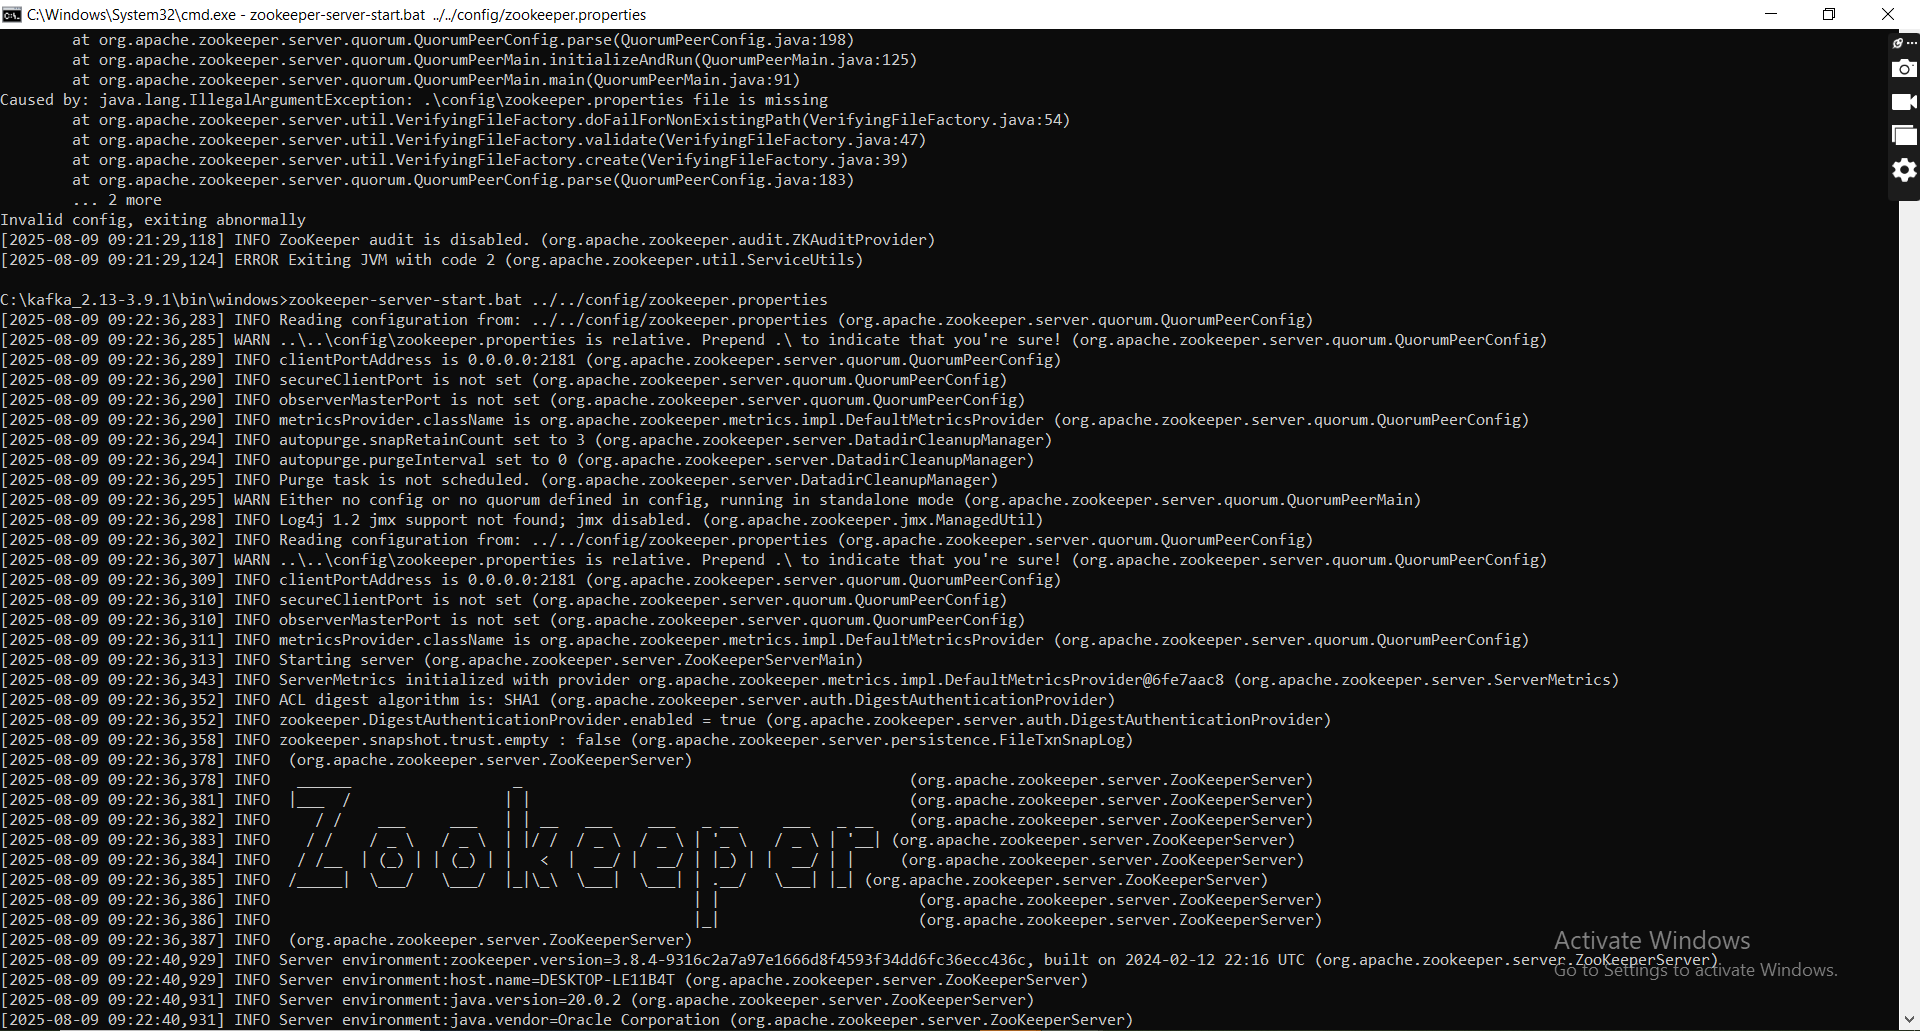 C:\Windows\System32\cmd.exe - zookeeper-server-start.bat ../../config/zookeeper.properties
at org.apache.zookeeper.server.quorum.QuorumPeerConfig.parse(QuorumPeerConfig.java:198)
at org.apache.zookeeper.server.quorum.QuorumPeerMain.initializeAndRun(QuorumPeerMain.java:125)
at org.apache.zookeeper.server.quorum.QuorumPeerMain.main(QuorumPeerMain.java:91)
Caused by: java.lang.IllegalArgumentException: .\config\zookeeper.properties file is missing
at org.apache.zookeeper.server.util.VerifyingFileFactory.doFailForNonExistingPath(VerifyingFileFactory.java:54)
at org.apache.zookeeper.server.util.VerifyingFileFactory.validate(VerifyingFileFactory.java:47)
at org.apache.zookeeper.server.util.VerifyingFileFactory.create(VerifyingFileFactory.java:39)
at org.apache.zookeeper.server.quorum.QuorumPeerConfig.parse(QuorumPeerConfig.java:183)
... 2 more
Invalid config, exiting abnormally
[2025-08-09 09:21:29,118] INFO ZooKeeper audit is disabled. (org.apache.zookeeper.audit.ZKAuditProvider)
[2025-08-09 09:21:29,124] ERROR Exiting JVM with code 2 (org.apache.zookeeper.util.ServiceUtils)
C:\kafka_2.13-3.9.1\bin\windows>zookeeper-server-start.bat ../../config/zookeeper.properties
[2025-08-09 09:22:36,283] INFO Reading configuration from: ../../config/zookeeper.properties (org.apache.zookeeper.server.quorum.QuorumPeerConfig)
[2025-08-09 09:22:36,285] WARN ..\..\config\zookeeper.properties is relative. Prepend .\ to indicate that you're sure! (org.apache.zookeeper.server.quorum.QuorumPeerConfig)
[2025-08-09 09:22:36,289] INFO clientPortAddress is 0.0.0.0:2181 (org.apache.zookeeper.server.quorum.QuorumPeerConfig)
[2025-08-09 09:22:36,290] INFO secureClientPort is not set (org.apache.zookeeper.server.quorum.QuorumPeerConfig)
[2025-08-09 09:22:36,290] INFO observerMasterPort is not set (org.apache.zookeeper.server.quorum.QuorumPeerConfig)
[2025-08-09 09:22:36,290] INFO metricsProvider.className is org.apache.zookeeper.metrics.impl.DefaultMetricsProvider (org.apache.zookeeper.server.quorum.QuorumPeerConfig)
[2025-08-09 09:22:36,294] INFO autopurge.snapRetainCount set to 3 (org.apache.zookeeper.server.DatadirCleanupManager)
[2025-08-09 09:22:36,294] INFO autopurge.purgeInterval set to 0 (org.apache.zookeeper.server.DatadirCleanupManager)
[2025-08-09 09:22:36,295] INFO Purge task is not scheduled. (org.apache.zookeeper.server.DatadirCleanupManager)
[2025-08-09 09:22:36,295] WARN Either no config or no quorum defined in config, running in standalone mode (org.apache.zookeeper.server.quorum.QuorumPeerMain)
[2025-08-09 09:22:36,298] INFO Log4j 1.2 jmx support not found; jmx disabled. (org.apache.zookeeper.jmx.ManagedUtil)
[2025-08-09 09:22:36,302] INFO Reading configuration from: ../../config/zookeeper.properties (org.apache.zookeeper.server.quorum.QuorumPeerConfig)
[2025-08-09 09:22:36,307] WARN ..\..\config\zookeeper.properties is relative. Prepend .\ to indicate that you're sure! (org.apache.zookeeper.server.quorum.QuorumPeerConfig)
[2025-08-09 09:22:36,309] INFO clientPortAddress is 0.0.0.0:2181 (org.apache.zookeeper.server.quorum.QuorumPeerConfig)
[2025-08-09 09:22:36,310] INFO secureClientPort is not set (org.apache.zookeeper.server.quorum.QuorumPeerConfig)
[2025-08-09 09:22:36,310] INFO observerMasterPort is not set (org.apache.zookeeper.server.quorum.QuorumPeerConfig)
[2025-08-09 09:22:36,311] INFO metricsProvider.className is org.apache.zookeeper.metrics.impl.DefaultMetricsProvider (org.apache.zookeeper.server.quorum.QuorumPeerConfig)
[2025-08-09 09:22:36,313] INFO Starting server (org.apache.zookeeper.server.ZooKeeperServerMain)
[2025-08-09 09:22:36,343] INFO ServerMetrics initialized with provider org.apache.zookeeper.metrics.impl.DefaultMetricsProvider@6fe7aac8 (org.apache.zookeeper.server.ServerMetrics)
[2025-08-09 09:22:36,352] INFO ACL digest algorithm is: SHA1 (org.apache.zookeeper.server.auth.DigestAuthenticationProvider)
[2025-08-09 09:22:36,352] INFO zookeeper.DigestAuthenticationProvider.enabled = true (org.apache.zookeeper.server.auth.DigestAuthenticationProvider)
[2025-08-09 09:22:36,358] INFO zookeeper.snapshot.trust.empty : false (org.apache.zookeeper.server.persistence.FileTxnSnapLog)
[2025-08-09 09:22:36,378] INFO  (org.apache.zookeeper.server.ZooKeeperServer)
[2025-08-09 09:22:36,378] INFO   ______                  _                                           (org.apache.zookeeper.server.ZooKeeperServer)
[2025-08-09 09:22:36,381] INFO  |___  /                 | |                                          (org.apache.zookeeper.server.ZooKeeperServer)
[2025-08-09 09:22:36,382] INFO     / /    ___     ___   | | __   ___    ___   _ __     ___   _ __    (org.apache.zookeeper.server.ZooKeeperServer)
[2025-08-09 09:22:36,383] INFO    / /    / _ \   / _ \  | |/ /  / _ \  / _ \ | '_ \   / _ \ | '__| (org.apache.zookeeper.server.ZooKeeperServer)
[2025-08-09 09:22:36,384] INFO   / /__  | (_) | | (_) | |   <  |  __/ |  __/ | |_) | |  __/ | |     (org.apache.zookeeper.server.ZooKeeperServer)
[2025-08-09 09:22:36,385] INFO  /_____|  \___/   \___/  |_|\_\  \___|  \___| | .__/   \___| |_| (org.apache.zookeeper.server.ZooKeeperServer)
[2025-08-09 09:22:36,386] INFO                                               | |                      (org.apache.zookeeper.server.ZooKeeperServer)
[2025-08-09 09:22:36,386] INFO                                               |_|                      (org.apache.zookeeper.server.ZooKeeperServer)
[2025-08-09 09:22:36,387] INFO  (org.apache.zookeeper.server.ZooKeeperServer)
[2025-08-09 09:22:40,929] INFO Server environment:zookeeper.version=3.8.4-9316c2a7a97e1666d8f4593f34dd6fc36ecc436c, built on 2024-02-12 22:16 UTC (org.apache.zookeeper.server.ZooKeeperServer)
[2025-08-09 09:22:40,929] INFO Server environment:host.name=DESKTOP-LE11B4T (org.apache.zookeeper.server.ZooKeeperServer)
[2025-08-09 09:22:40,931] INFO Server environment:java.version=20.0.2 (org.apache.zookeeper.server.ZooKeeperServer)
[2025-08-09 09:22:40,931] INFO Server environment:java.vendor=Oracle Corporation (org.apache.zookeeper.server.ZooKeeperServer)
Activate Windows
Go to Settings to activate Windows.